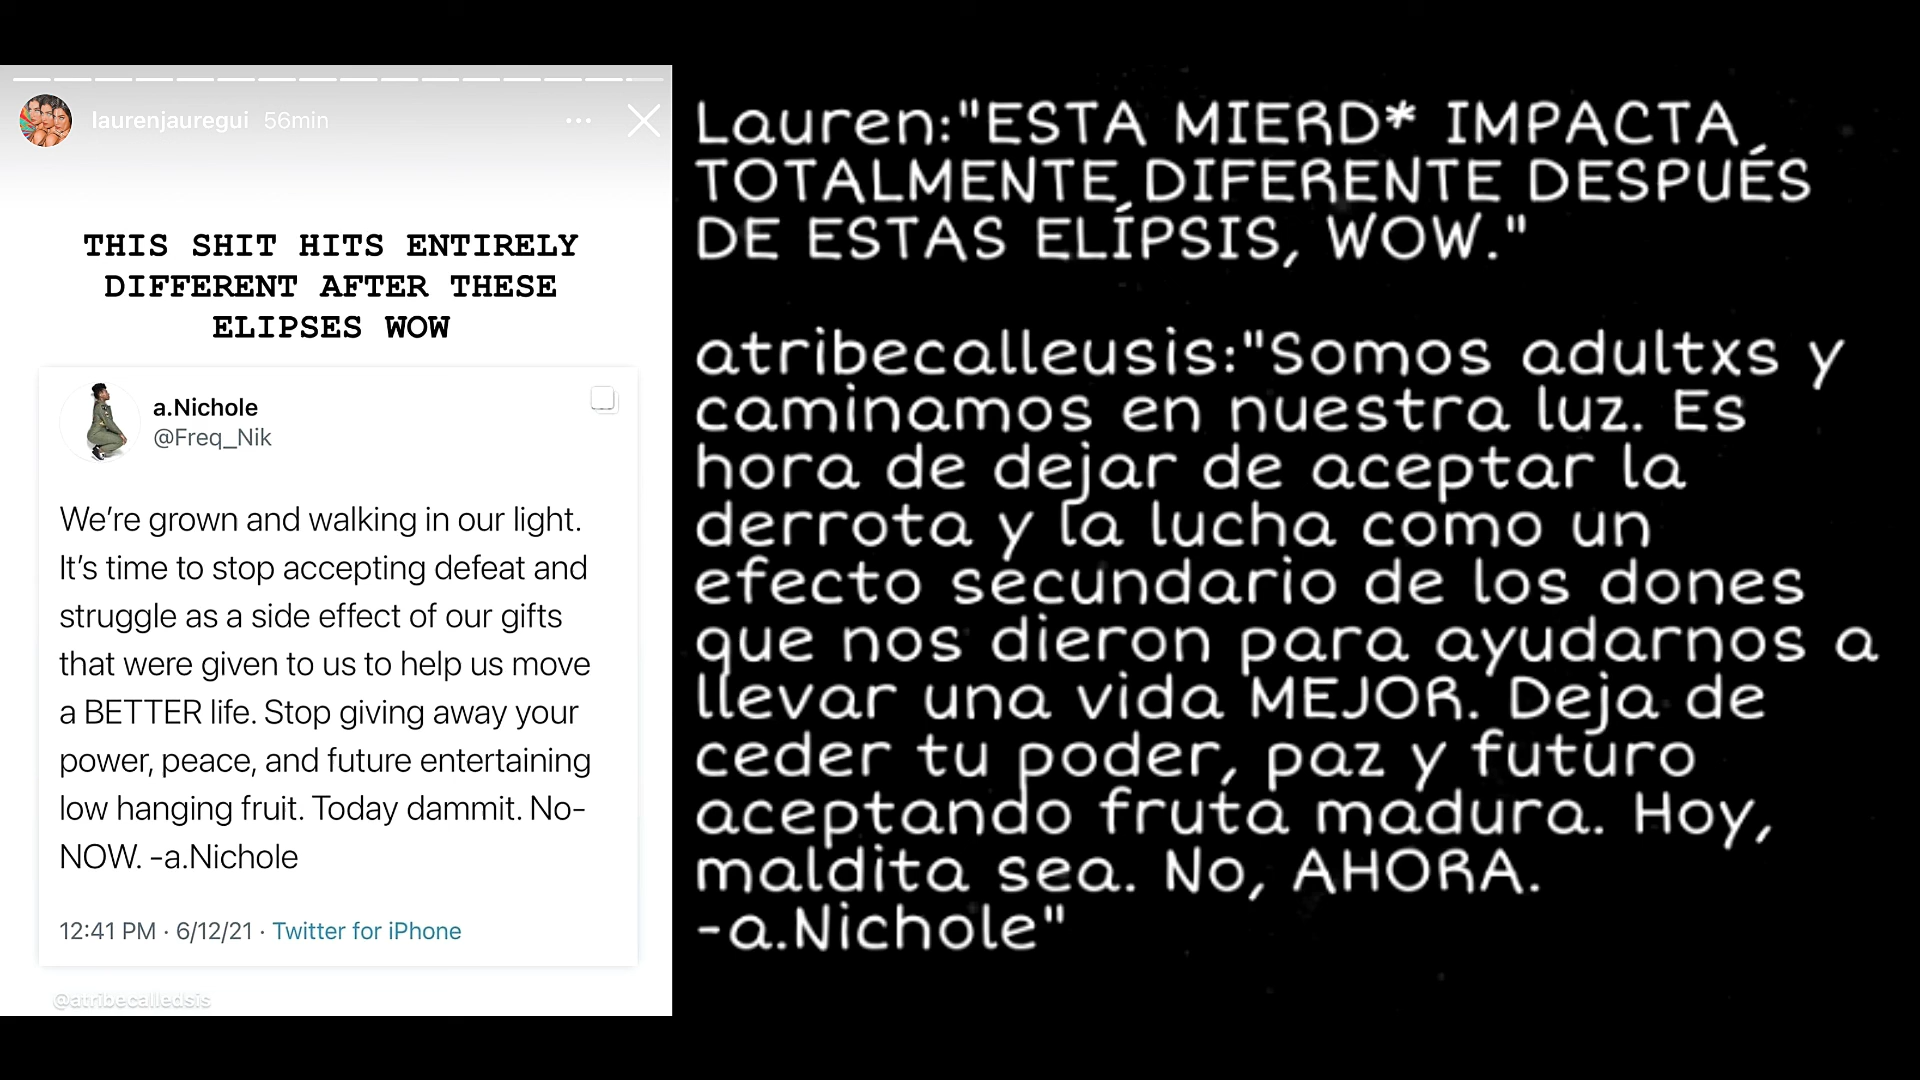 laurenjauregui 56min
THIS SHIT HITS ENTIRELY
DIFFERENT AFTER THESE
ELIPSES WOW
a.Nichole
@Freq_Nik
We’re grown and walking in our light.
It’s time to stop accepting defeat and
struggle as a side effect of our gifts
that were given to us to help us move
a BETTER life. Stop giving away your
power, peace, and future entertaining
low hanging fruit. Today dammit. No-
NOW. -a.Nichole
12:41 PM · 6/12/21 · Twitter for iPhone
@atribecalledsis
Lauren:"ESTA MIERD* IMPACTA
TOTALMENTE DIFERENTE DESPUÉS
DE ESTAS ELÍPSIS, WOW."
atribecalleusis:"Somos adultxs y
caminamos en nuestra luz. Es
hora de dejar de aceptar la
derrota y la lucha como un
efecto secundario de los dones
que nos dieron para ayudarnos a
llevar una vida MEJOR. Deja de
ceder tu poder, paz y futuro
aceptando fruta madura. Hoy,
maldita sea. No, AHORA.
-a.Nichole"